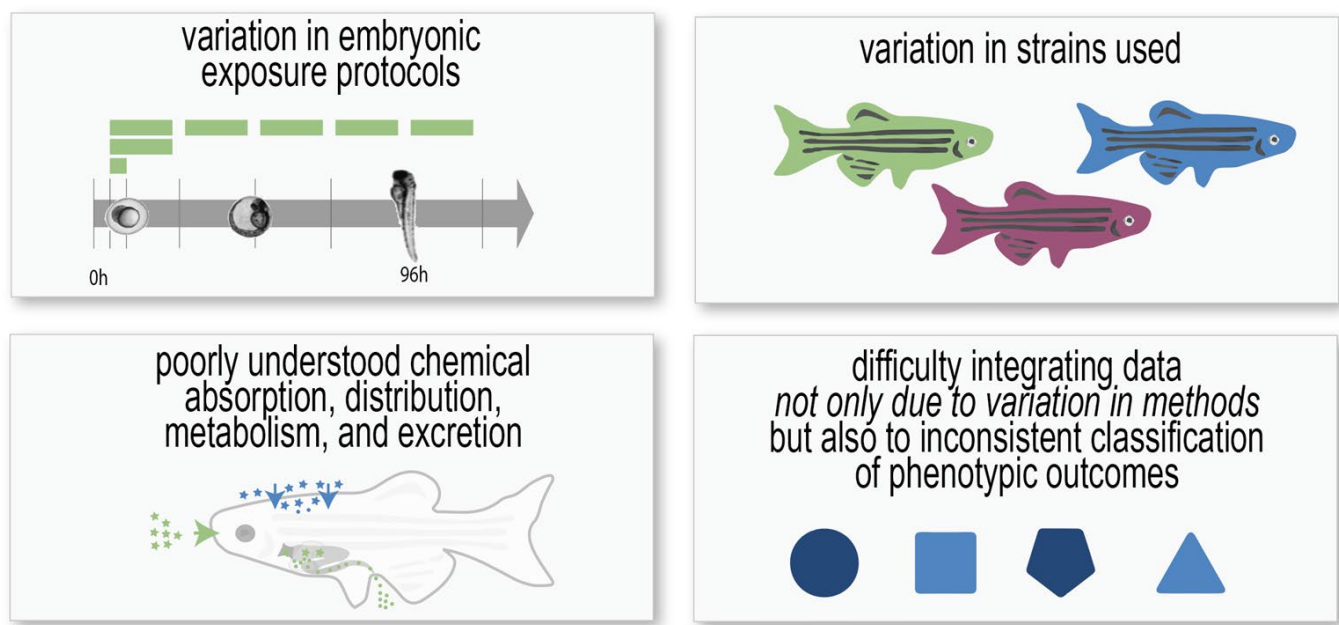 variation in embryonic
exposure protocols
0h
96h
variation in strains used
poorly understood chemical
absorption, distribution,
metabolism, and excretion
difficulty integrating data
not only due to variation in methods
but also to inconsistent classification
of phenotypic outcomes